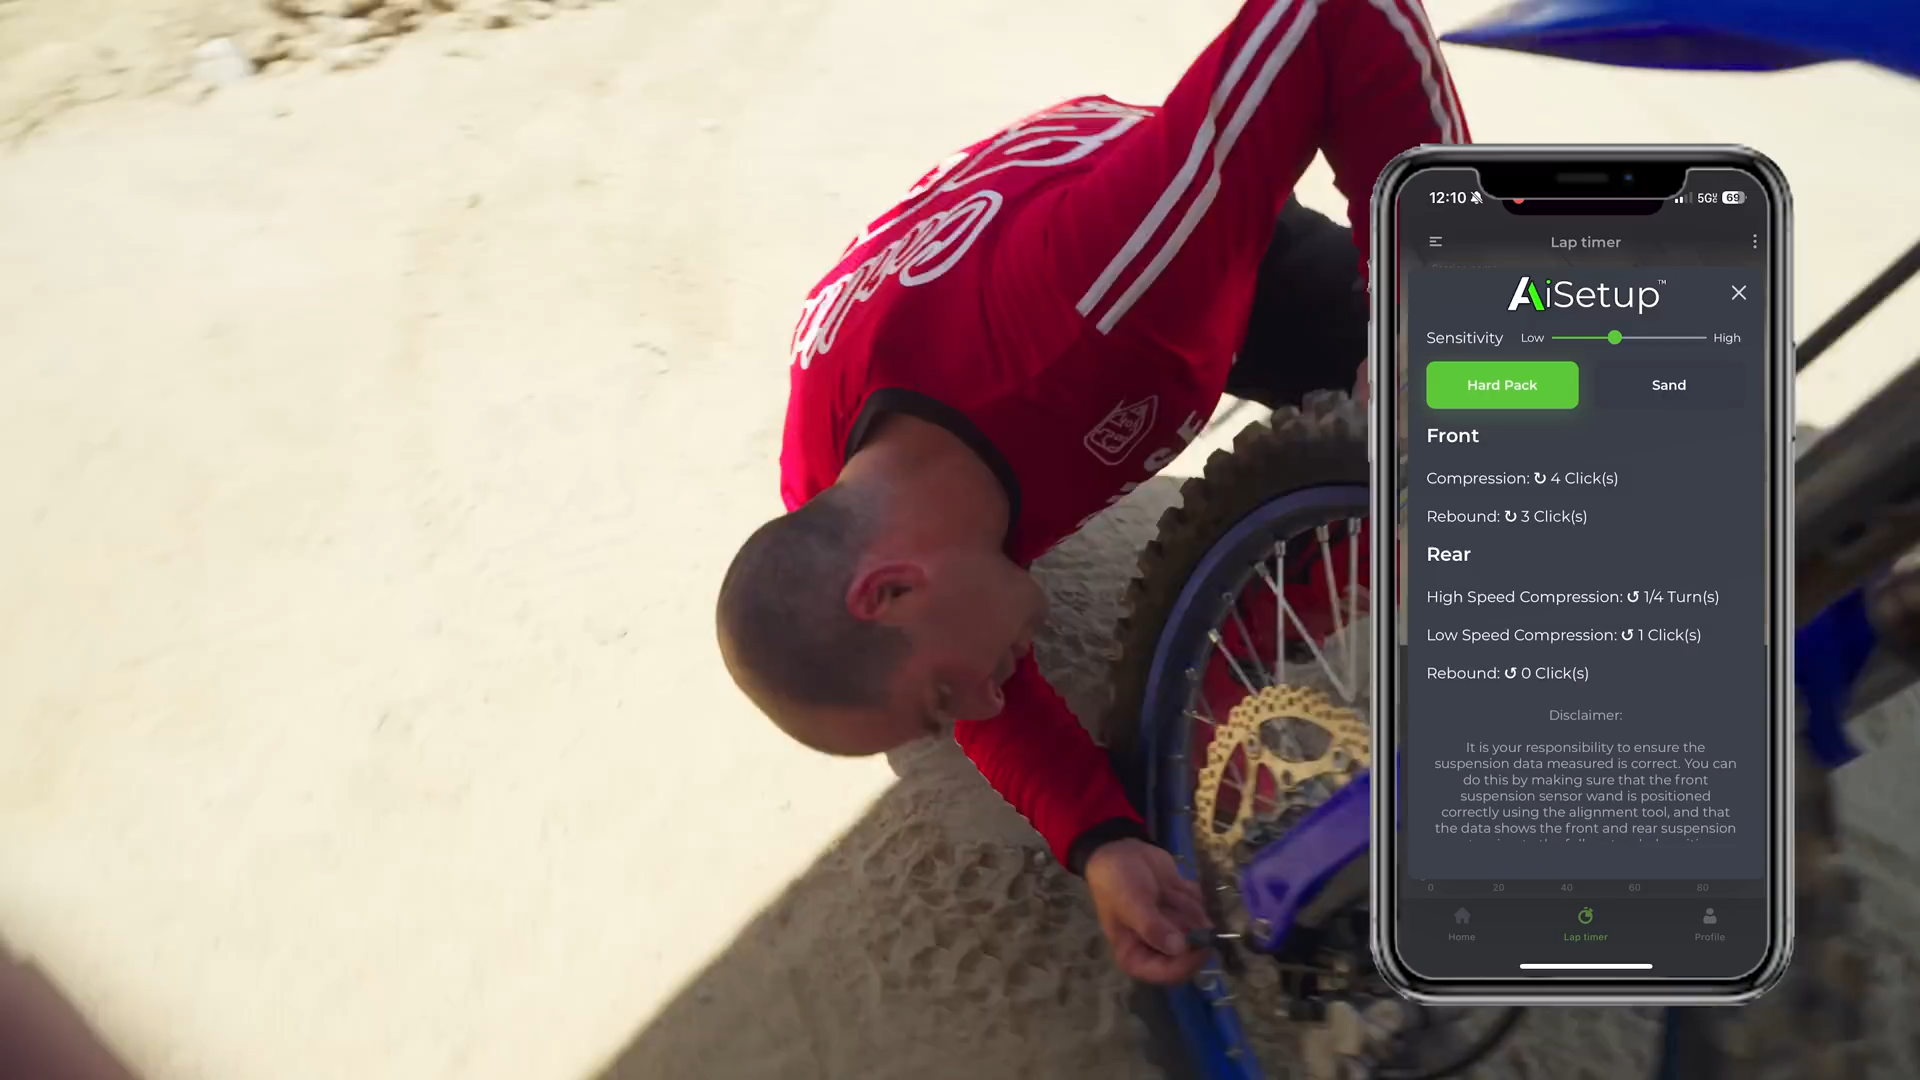 12:10
5G
69
Lap timer
AiSetup™
Sensitivity Low High
Hard Pack Sand
Front
Compression: ↻ 4 Click(s)
Rebound: ↻ 3 Click(s)
Rear
High Speed Compression: ↺ 1/4 Turn(s)
Low Speed Compression: ↺ 1 Click(s)
Rebound: ↺ 0 Click(s)
Disclaimer:
It is your responsibility to ensure the
suspension data measured is correct. You can
do this by making sure that the front
suspension sensor wand is positioned
correctly using the alignment tool, and that
the data shows the front and rear suspension
0 20 40 60 80
Home Lap timer Profile